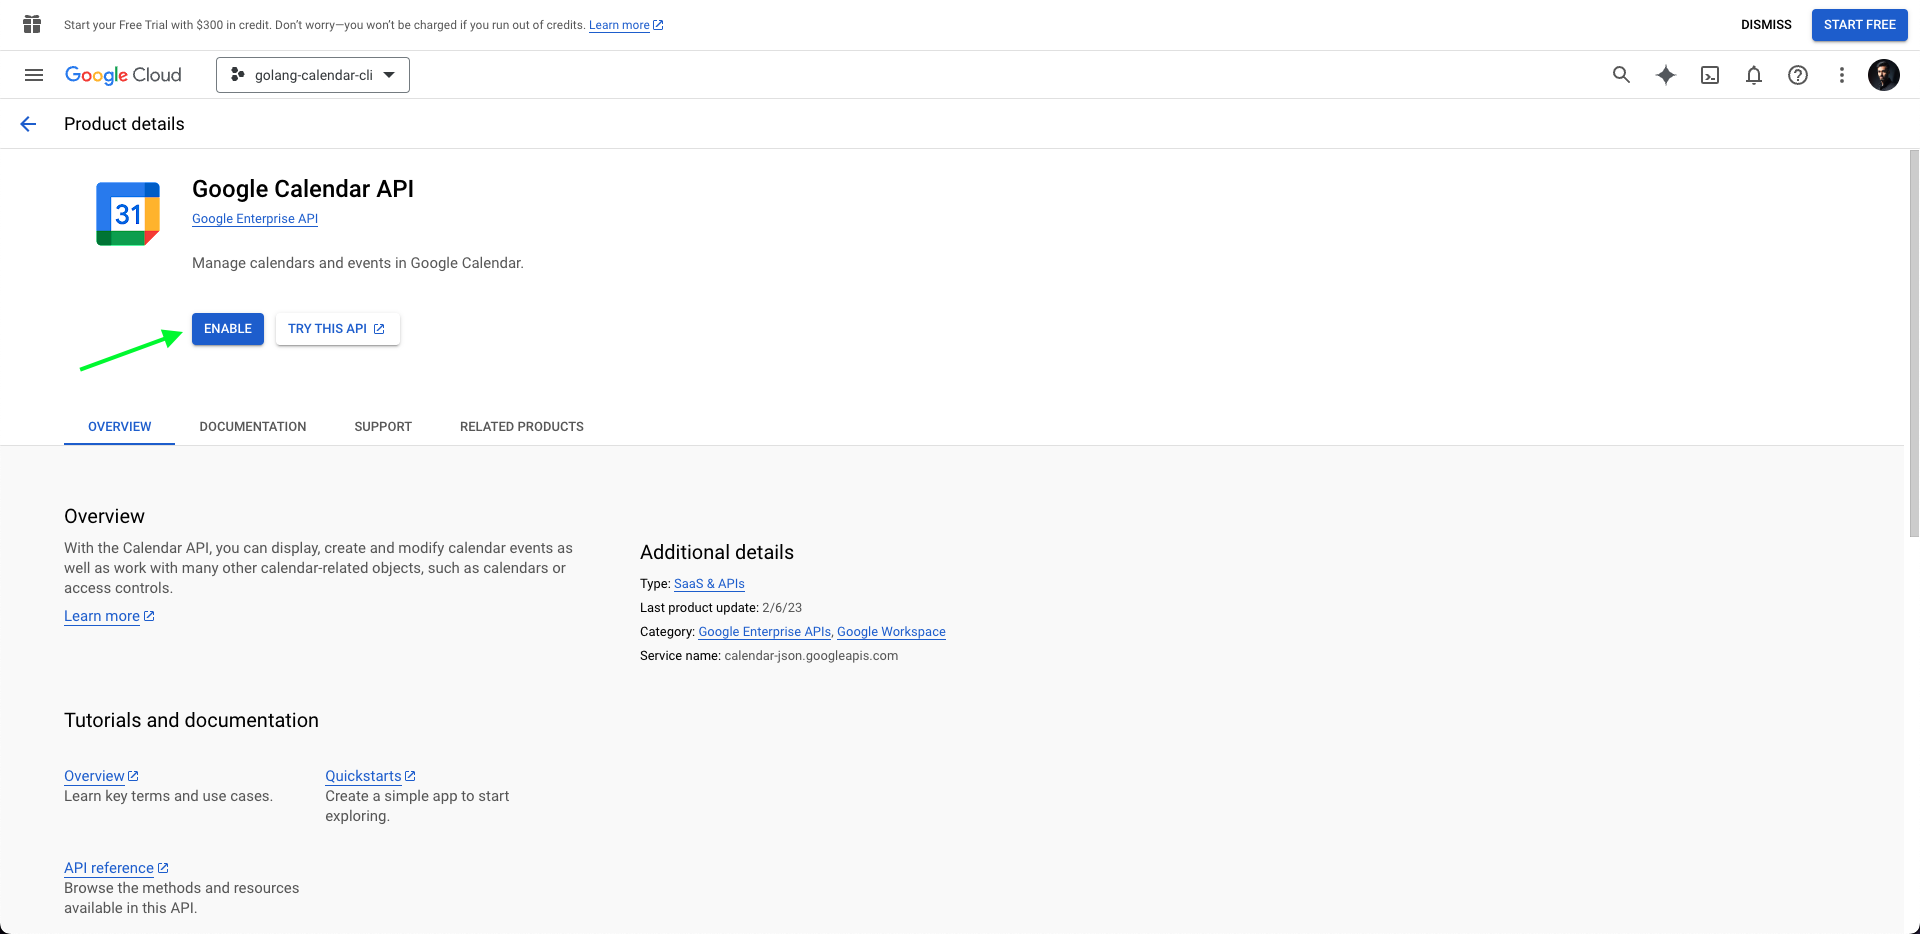 Start your Free Trial with $300 in credit. Don’t worry—you won’t be charged if you run out of credits. Learn more
DISMISS
START FREE
Google Cloud
golang-calendar-cli
Product details
31
Google Calendar API
Google Enterprise API
Manage calendars and events in Google Calendar.
ENABLE
TRY THIS API
OVERVIEW
DOCUMENTATION
SUPPORT
RELATED PRODUCTS
Overview
With the Calendar API, you can display, create and modify calendar events as
well as work with many other calendar-related objects, such as calendars or
access controls.
Learn more
Additional details
Type: SaaS & APIs
Last product update: 2/6/23
Category: Google Enterprise APIs, Google Workspace
Service name: calendar-json.googleapis.com
Tutorials and documentation
Overview
Learn key terms and use cases.
Quickstarts
Create a simple app to start
exploring.
API reference
Browse the methods and resources
available in this API.